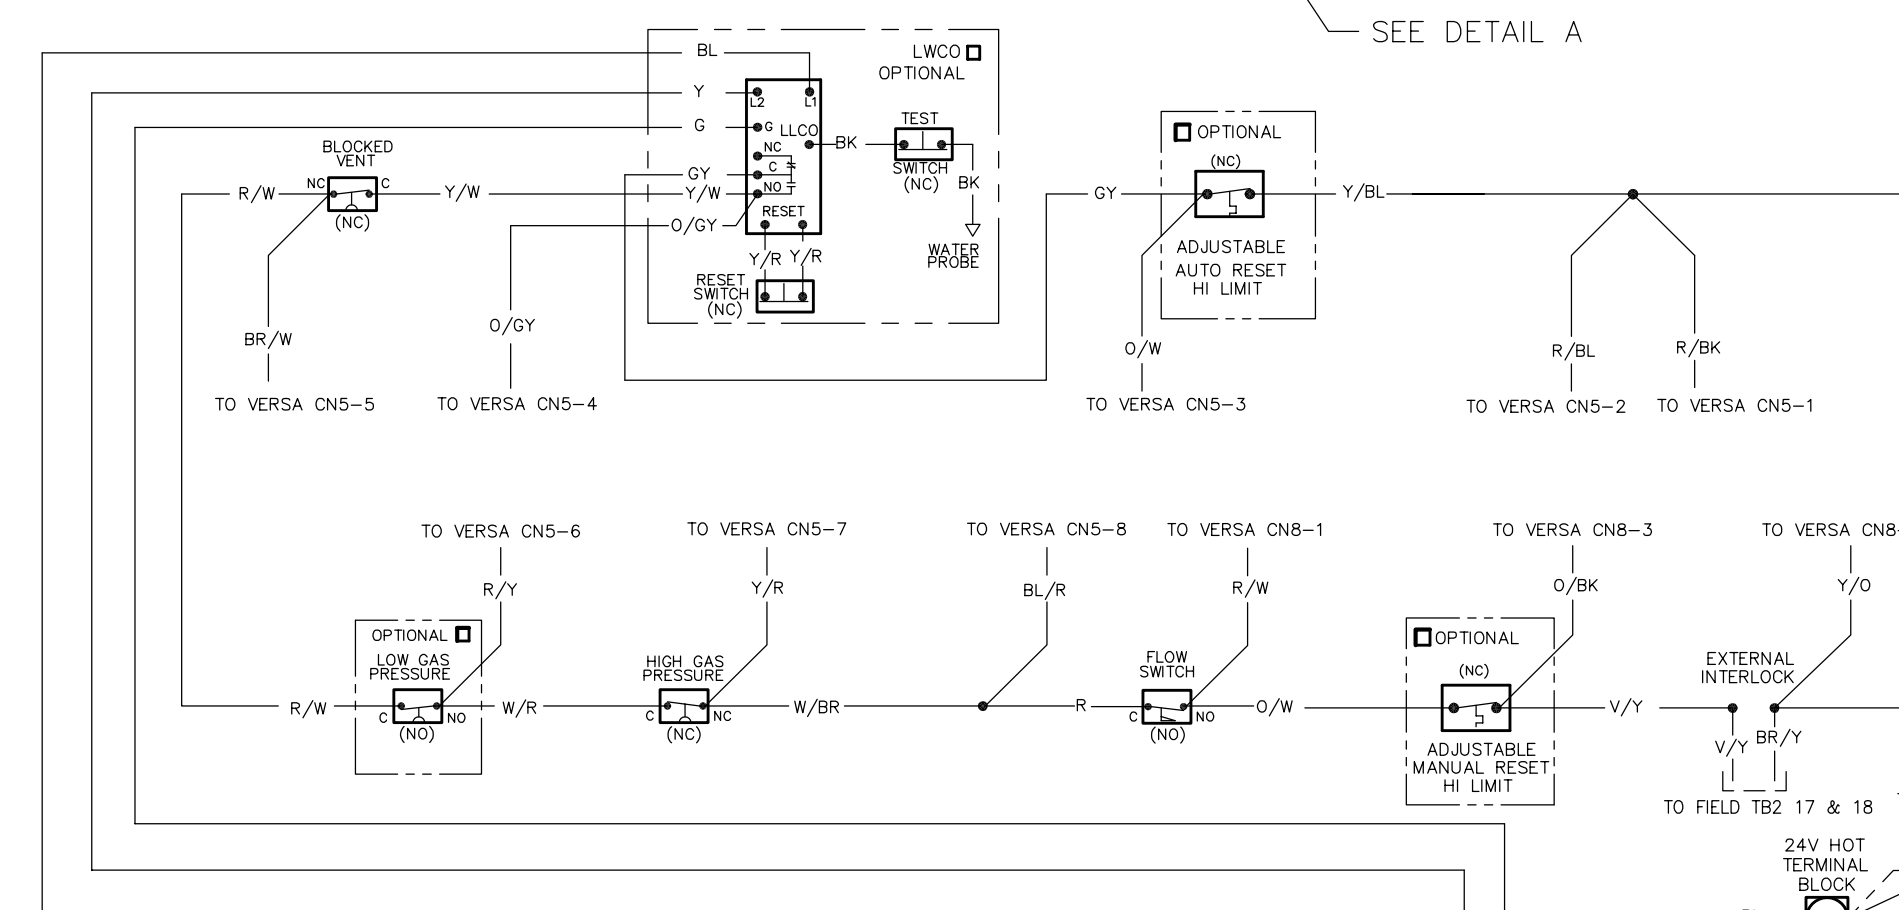 SEE DETAIL A
BL
LWCO
OPTIONAL
Y
L2
L1
G
G
LLCO
BK
TEST
SWITCH
(NC)
BK
WATER
PROBE
NC
C
NO
GY
Y/W
O/GY
RESET
Y/R
Y/R
RESET
SWITCH
(NC)
BLOCKED
VENT
R/W
NC
C
(NC)
Y/W
BR/W
TO VERSA CN5-5
O/GY
TO VERSA CN5-4
OPTIONAL
(NC)
GY
Y/BL
ADJUSTABLE
AUTO RESET
HI LIMIT
O/W
TO VERSA CN5-3
R/BL
TO VERSA CN5-2
R/BK
TO VERSA CN5-1
TO VERSA CN5-6
R/Y
TO VERSA CN5-7
Y/R
TO VERSA CN5-8
BL/R
TO VERSA CN8-1
R/W
TO VERSA CN8-3
O/BK
TO VERSA CN8-
Y/O
OPTIONAL
LOW GAS
PRESSURE
R/W
C
NO
(NO)
W/R
HIGH GAS
PRESSURE
C
NC
(NC)
W/BR
R
FLOW
SWITCH
C
NO
(NO)
O/W
OPTIONAL
(NC)
ADJUSTABLE
MANUAL RESET
HI LIMIT
V/Y
EXTERNAL
INTERLOCK
V/Y
BR/Y
TO FIELD TB2 17 & 18
24V HOT
TERMINAL
BLOCK